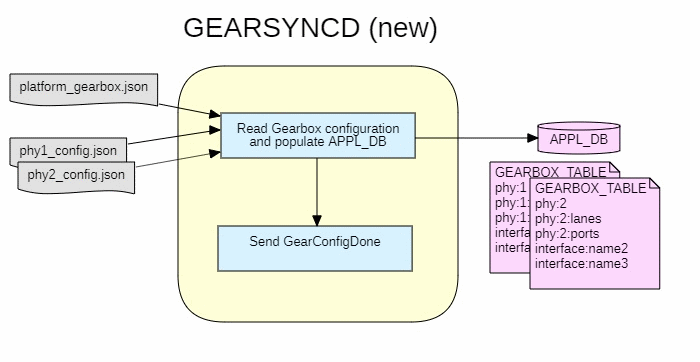 GEARSYNCD (new)
platform_gearbox.json
phy1_config.json
phy2_config.json
Read Gearbox configuration
and populate APPL_DB
Send GearConfigDone
APPL_DB
GEARBOX_TABLE
phy:1
phy:1:
phy:1:
GEARBOX_TABLE
phy:2
phy:2:lanes
phy:2:ports
interface:name2
interface:name3